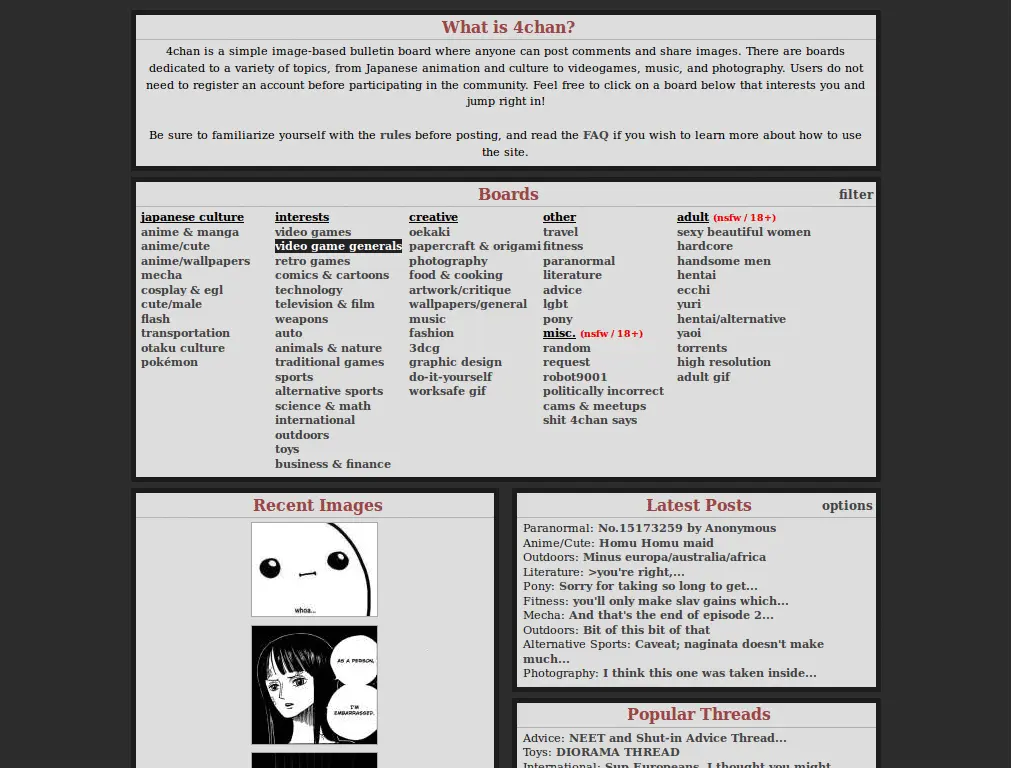 What is 4chan?
4chan is a simple image-based bulletin board where anyone can post comments and share images. There are boards
dedicated to a variety of topics, from Japanese animation and culture to videogames, music, and photography. Users do not
need to register an account before participating in the community. Feel free to click on a board below that interests you and
jump right in!
Be sure to familiarize yourself with the rules before posting, and read the FAQ if you wish to learn more about how to use
the site.
Boards
filter
japanese culture
anime & manga
anime/cute
anime/wallpapers
mecha
cosplay & egl
cute/male
flash
transportation
otaku culture
pokémon
interests
video games
video game generals
retro games
comics & cartoons
technology
television & film
weapons
auto
animals & nature
traditional games
sports
alternative sports
science & math
international
outdoors
toys
business & finance
creative
oekaki
papercraft & origami
photography
food & cooking
artwork/critique
wallpapers/general
music
fashion
3dcg
graphic design
do-it-yourself
worksafe gif
other
travel
fitness
paranormal
literature
advice
lgbt
pony
misc. (nsfw / 18+)
random
request
robot9001
politically incorrect
cams & meetups
shit 4chan says
adult (nsfw / 18+)
sexy beautiful women
hardcore
handsome men
hentai
ecchi
yuri
hentai/alternative
yaoi
torrents
high resolution
adult gif
Recent Images
whoa...
AS A PERSON,
I'M
EMBARRASSED.
Latest Posts
options
Paranormal: No.15173259 by Anonymous
Anime/Cute: Homu Homu maid
Outdoors: Minus europa/australia/africa
Literature: >you're right,...
Pony: Sorry for taking so long to get...
Fitness: you'll only make slav gains which...
Mecha: And that's the end of episode 2...
Outdoors: Bit of this bit of that
Alternative Sports: Caveat; naginata doesn't make
much...
Photography: I think this one was taken inside...
Popular Threads
Advice: NEET and Shut-in Advice Thread...
Toys: DIORAMA THREAD
International: Sup Europeans, I thought you might